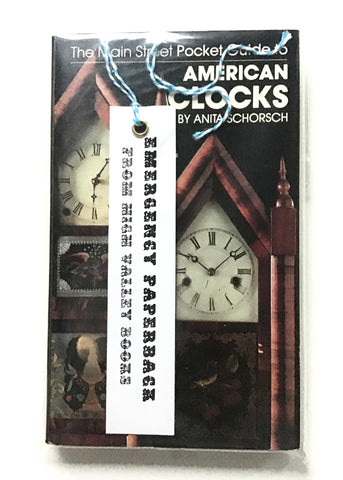 The Main Street Pocket Guide to
AMERICAN
CLOCKS
BY ANITA SCHORSCH
EMERGENCY PAPERBACK
FROM HIGH VALLEY BOOKS